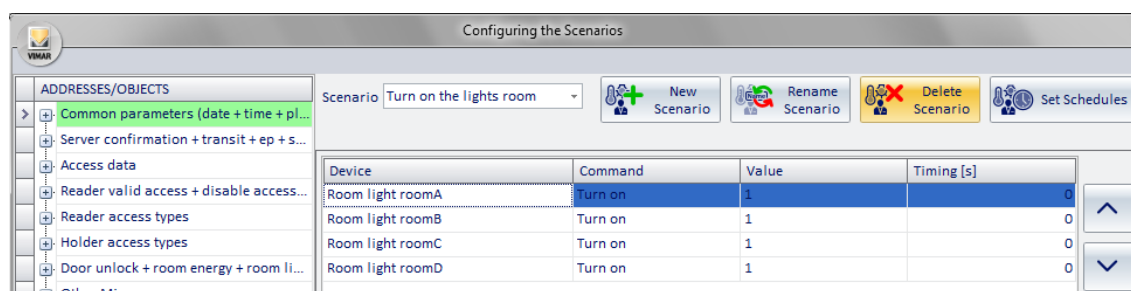 Configuring the Scenarios
VIMAR
ADDRESSES/OBJECTS
Common parameters (date + time + pl...
Server confirmation + transit + ep + s...
Access data
Reader valid access + disable access...
Reader access types
Holder access types
Door unlock + room energy + room li...
Scenario Turn on the lights room
New Scenario
Rename Scenario
Delete Scenario
Set Schedules
Device Command Value Timing [s]
Room light roomA Turn on 1 0
Room light roomB Turn on 1 0
Room light roomC Turn on 1 0
Room light roomD Turn on 1 0